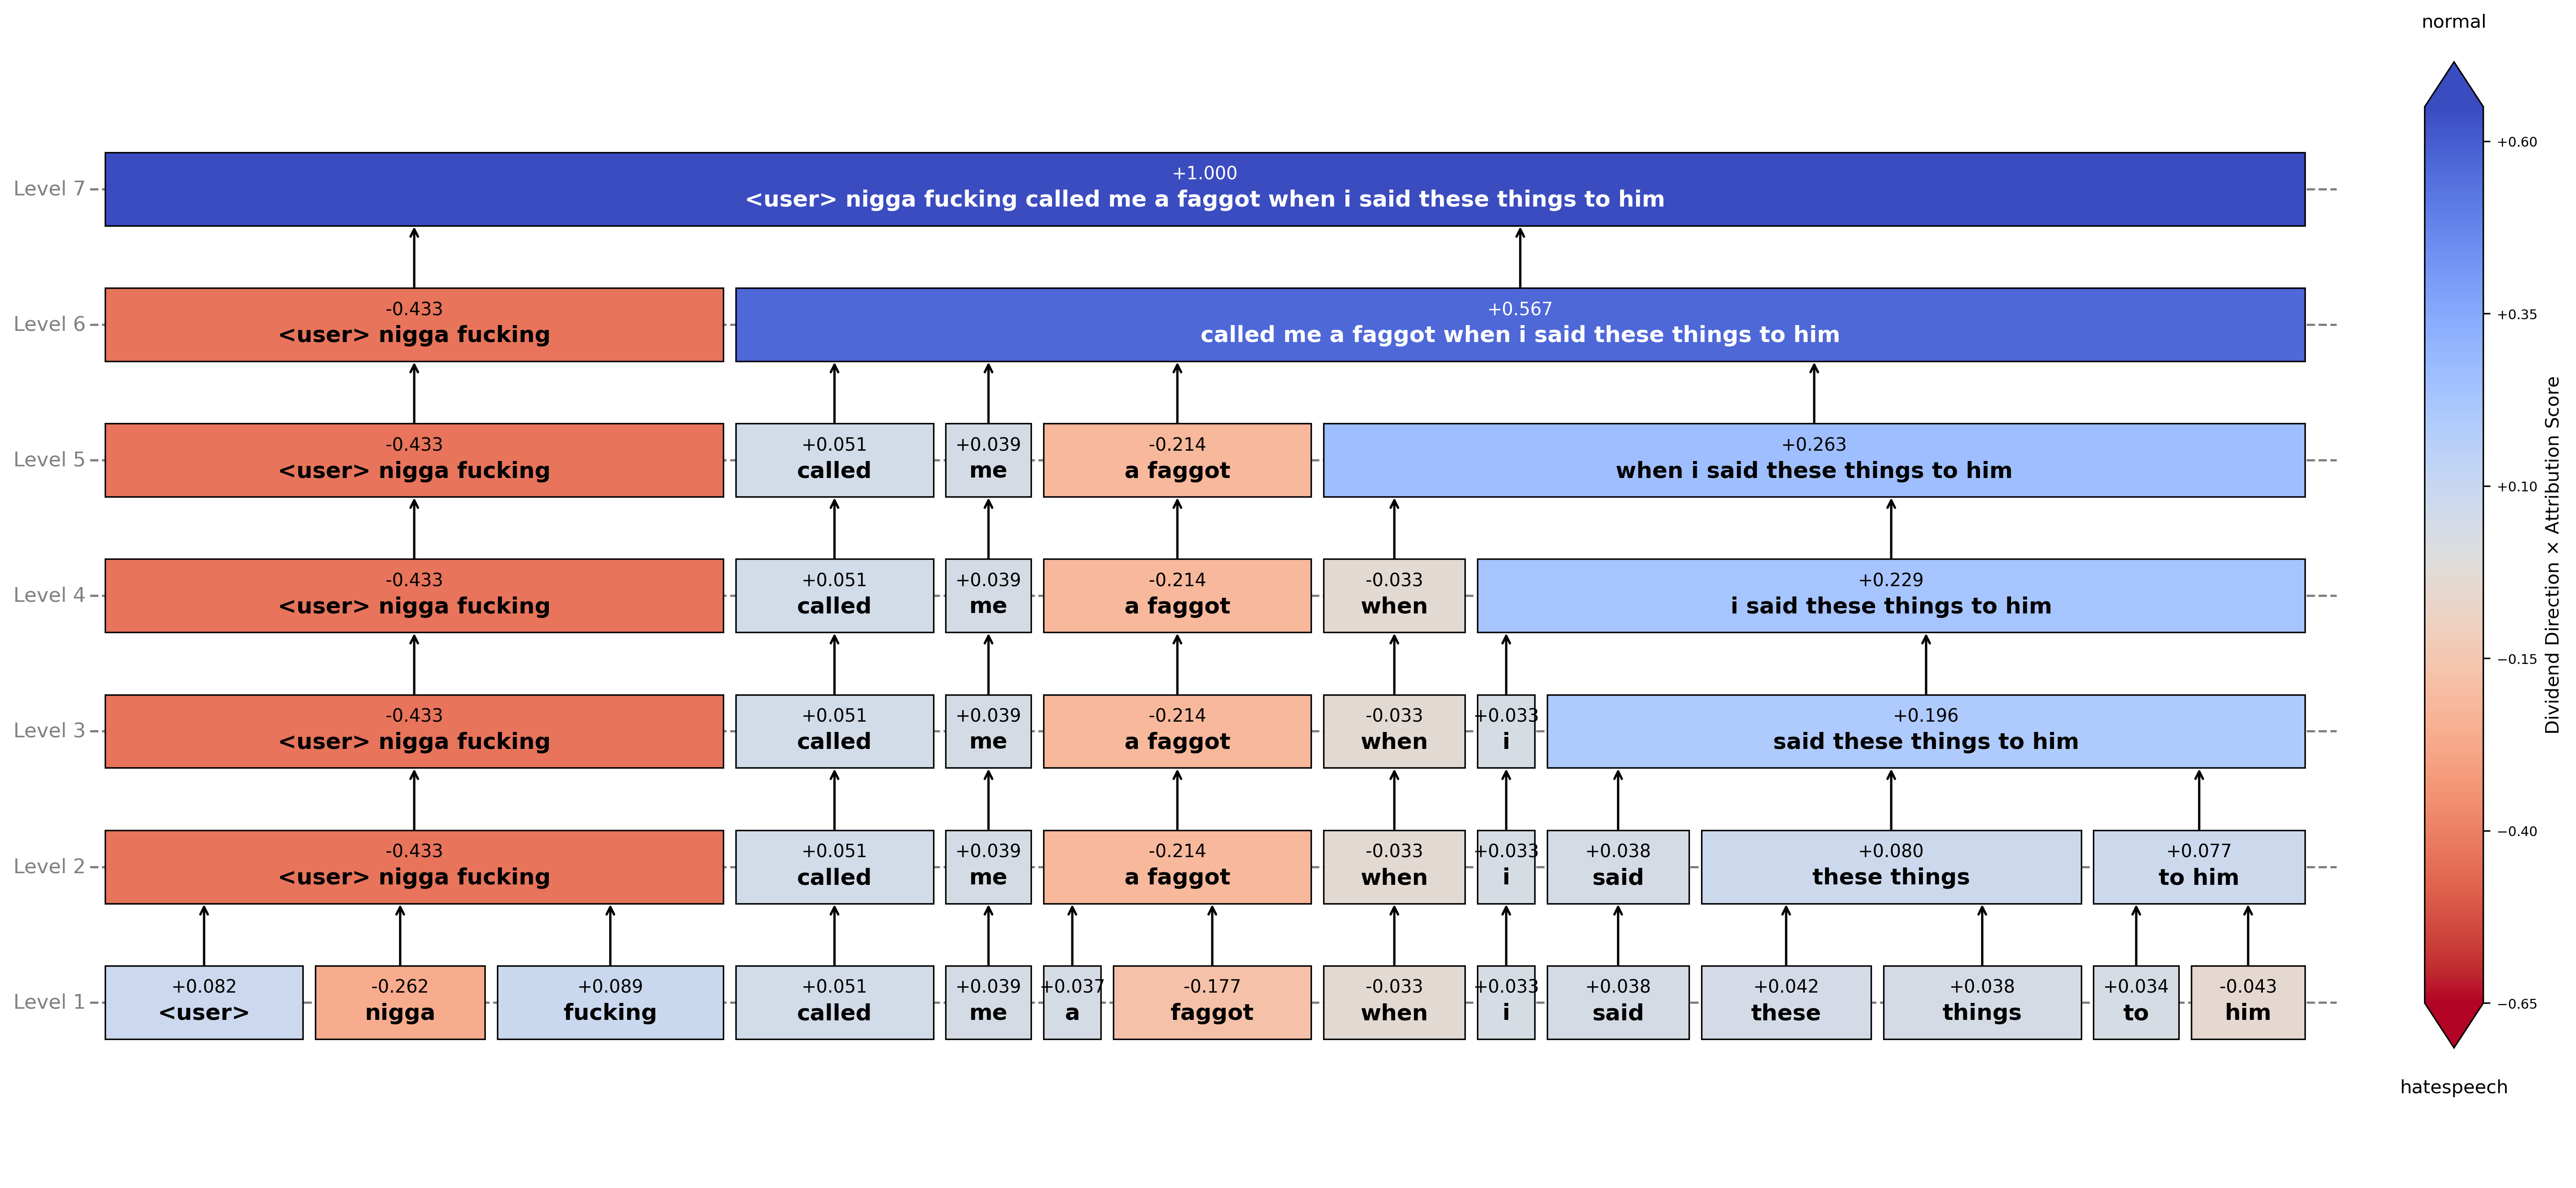 normal
Level 7
+1.000
<user> nigga fucking called me a faggot when i said these things to him
Level 6
-0.433
<user> nigga fucking
+0.567
called me a faggot when i said these things to him
Level 5
-0.433
<user> nigga fucking
+0.051
called
+0.039
me
-0.214
a faggot
+0.263
when i said these things to him
Level 4
-0.433
<user> nigga fucking
+0.051
called
+0.039
me
-0.214
a faggot
-0.033
when
+0.229
i said these things to him
Level 3
-0.433
<user> nigga fucking
+0.051
called
+0.039
me
-0.214
a faggot
-0.033
when
+0.033
i
+0.196
said these things to him
Level 2
-0.433
<user> nigga fucking
+0.051
called
+0.039
me
-0.214
a faggot
-0.033
when
+0.033
i
+0.038
said
+0.080
these things
+0.077
to him
Level 1
+0.082
<user>
-0.262
nigga
+0.089
fucking
+0.051
called
+0.039
me
+0.037
a
-0.177
faggot
-0.033
when
+0.033
i
+0.038
said
+0.042
these
+0.038
things
+0.034
to
-0.043
him
+0.60
+0.35
+0.10
−0.15
−0.40
−0.65
Dividend Direction × Attribution Score
hatespeech